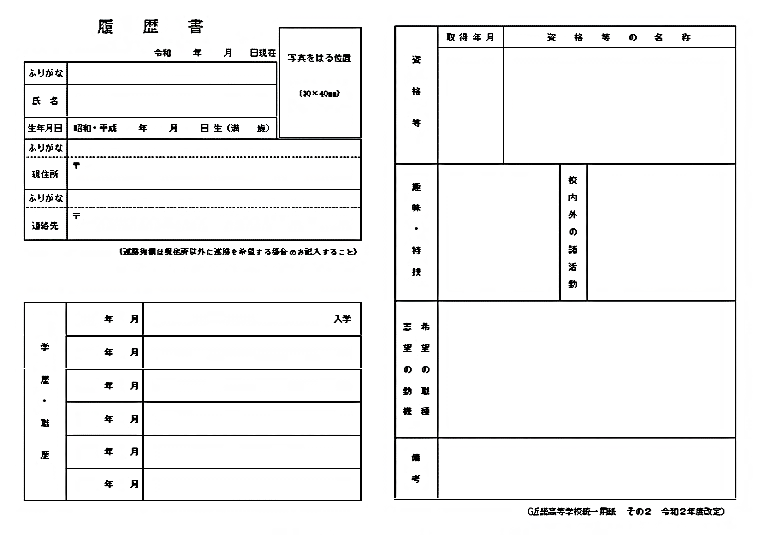 履歴書
令和 年 月 日現在
写真をはる位置
(30×40mm)
ふりがな
氏名
生年月日 昭和・平成 年 月 日生(満 歳)
ふりがな
現住所 〒
ふりがな
連絡先 〒
(連絡先欄は現住所以外に連絡を希望する場合のみ記入すること)
学歴・職歴
年 月 入学
年 月
年 月
年 月
年 月
年 月
資格等
取得年月 資格等の名称
趣味・特技
校内外の諸活動
志望の動機
希望の職種
備考
(近畿高等学校統一用紙 その2 令和2年度改定)